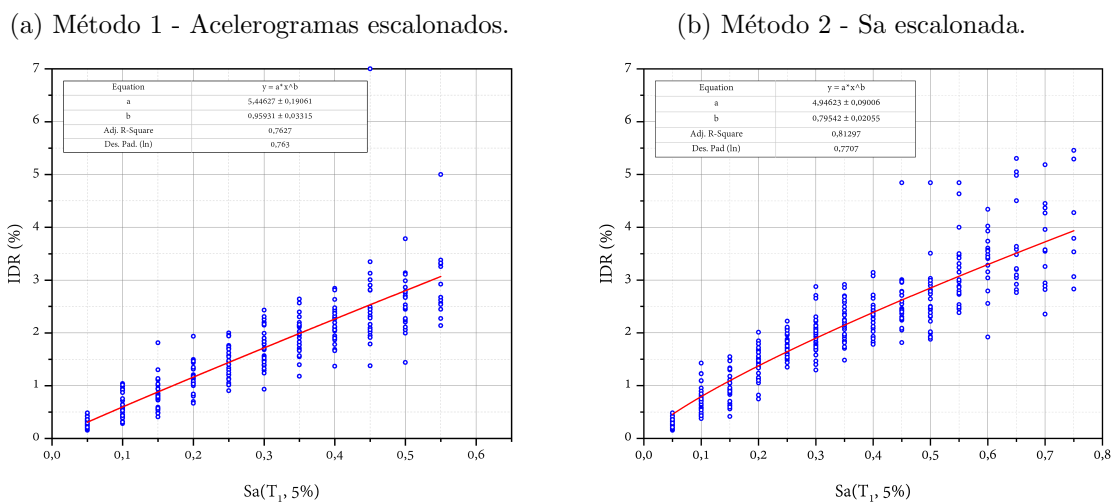 (a) Método 1 - Acelerogramas escalonados.
7
6
5
4
3
2
1
0
IDR (%)
Equation y = a*x^b
a 5,44627 ± 0,19061
b 0,95931 ± 0,03315
Adj. R-Square 0,7627
Des. Pad. (ln) 0,763
0,0 0,1 0,2 0,3 0,4 0,5 0,6
Sa(T1, 5%)
(b) Método 2 - Sa escalonada.
7
6
5
4
3
2
1
0
IDR (%)
Equation y = a*x^b
a 4,94623 ± 0,09006
b 0,79542 ± 0,02055
Adj. R-Square 0,81297
Des. Pad (ln) 0,7707
0,0 0,1 0,2 0,3 0,4 0,5 0,6 0,7 0,8
Sa(T1, 5%)